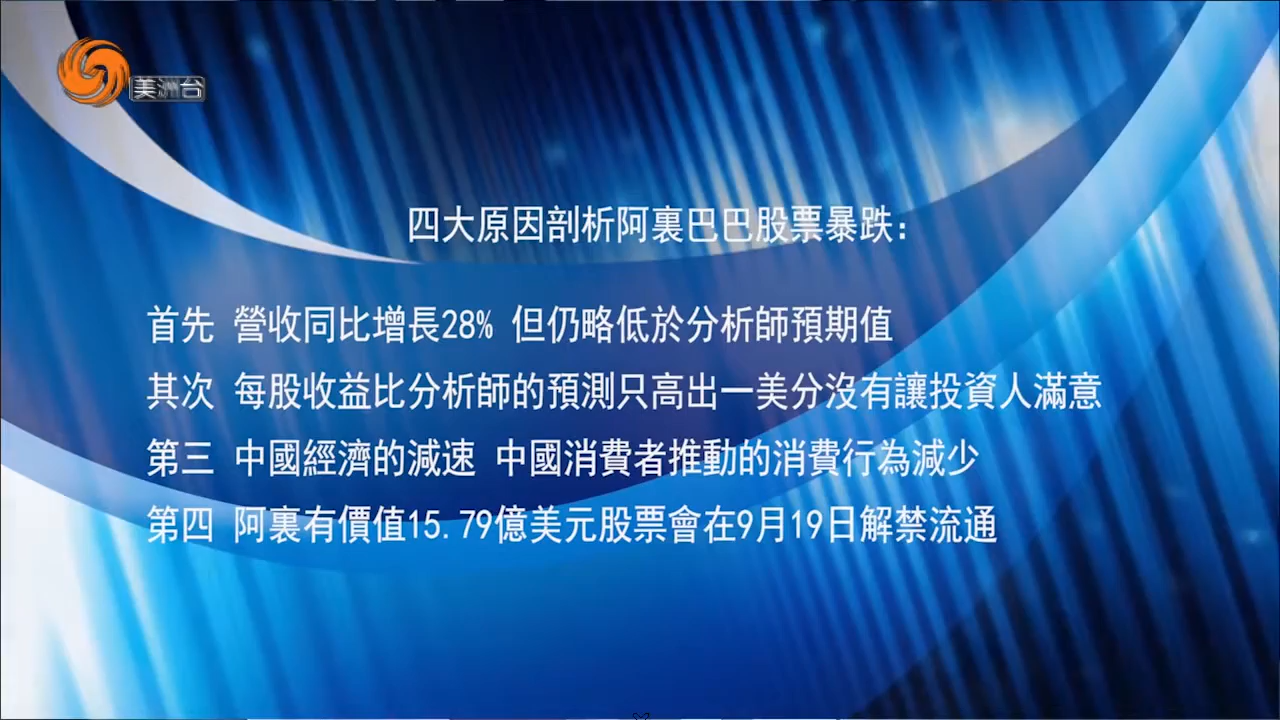 美洲台
四大原因剖析阿裏巴巴股票暴跌：
首先 營收同比增長28% 但仍略低於分析師預期值
其次 每股收益比分析師的預測只高出一美分沒有讓投資人滿意
第三 中國經濟的減速 中國消費者推動的消費行為減少
第四 阿裏有價值15.79億美元股票會在9月19日解禁流通